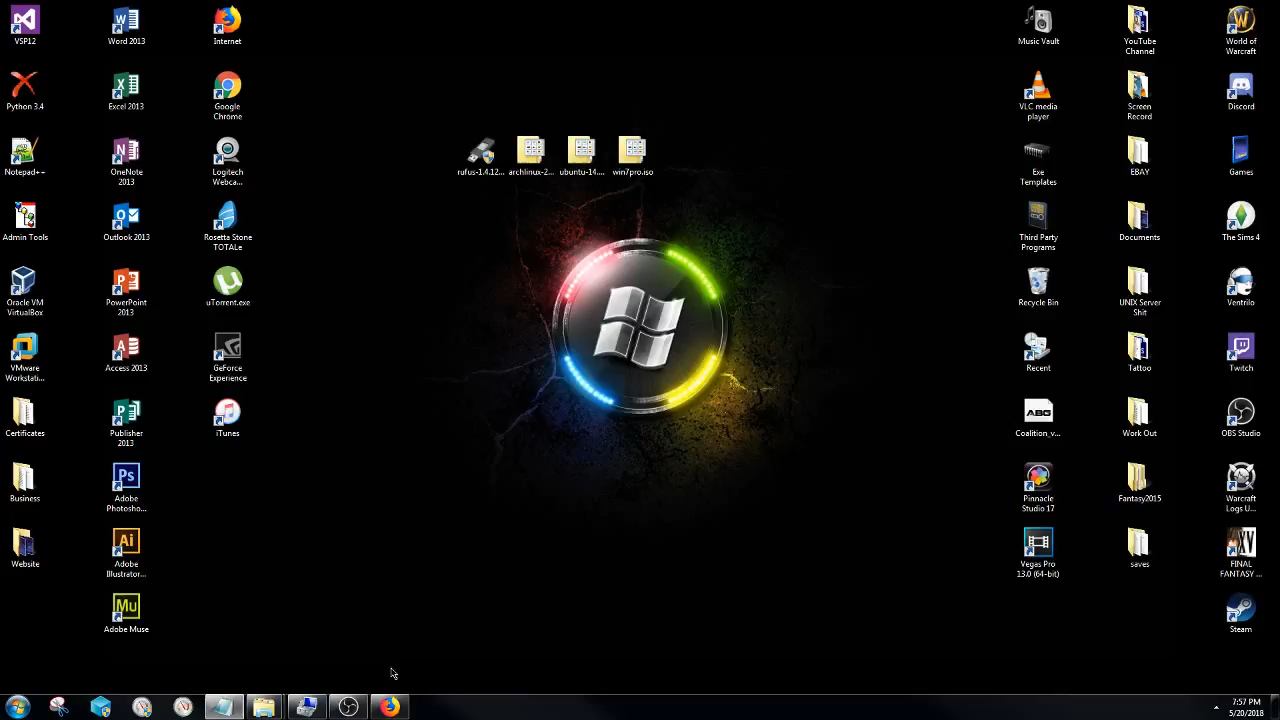 VSP12
Python 3.4
Notepad++
Admin Tools
Oracle VM
VirtualBox
VMware
Workstati...
Certificates
Business
Website
Word 2013
Excel 2013
OneNote
2013
Outlook 2013
PowerPoint
2013
Access 2013
Publisher
2013
Ps
Adobe
Photosho...
Ai
Adobe
Illustrator...
Mu
Adobe Muse
Internet
Google
Chrome
Logitech
Webca...
Rosetta Stone
TOTALe
uTorrent.exe
GeForce
Experience
iTunes
rufus-1.4.12...
archlinux-2...
ubuntu-14....
win7pro.iso
Music Vault
VLC media
player
Exe
Templates
Third Party
Programs
Recycle Bin
Recent
ABG
Coalition_v...
Pinnacle
Studio 17
Vegas Pro
13.0 (64-bit)
YouTube
Channel
Screen
Record
EBAY
Documents
UNIX Server
Shit
Tattoo
Work Out
Fantasy2015
saves
World of
Warcraft
Discord
Games
The Sims 4
Ventrilo
Twitch
OBS Studio
Warcraft
Logs U...
XV
FINAL
FANTASY ...
Steam
7:57 PM
5/20/2018